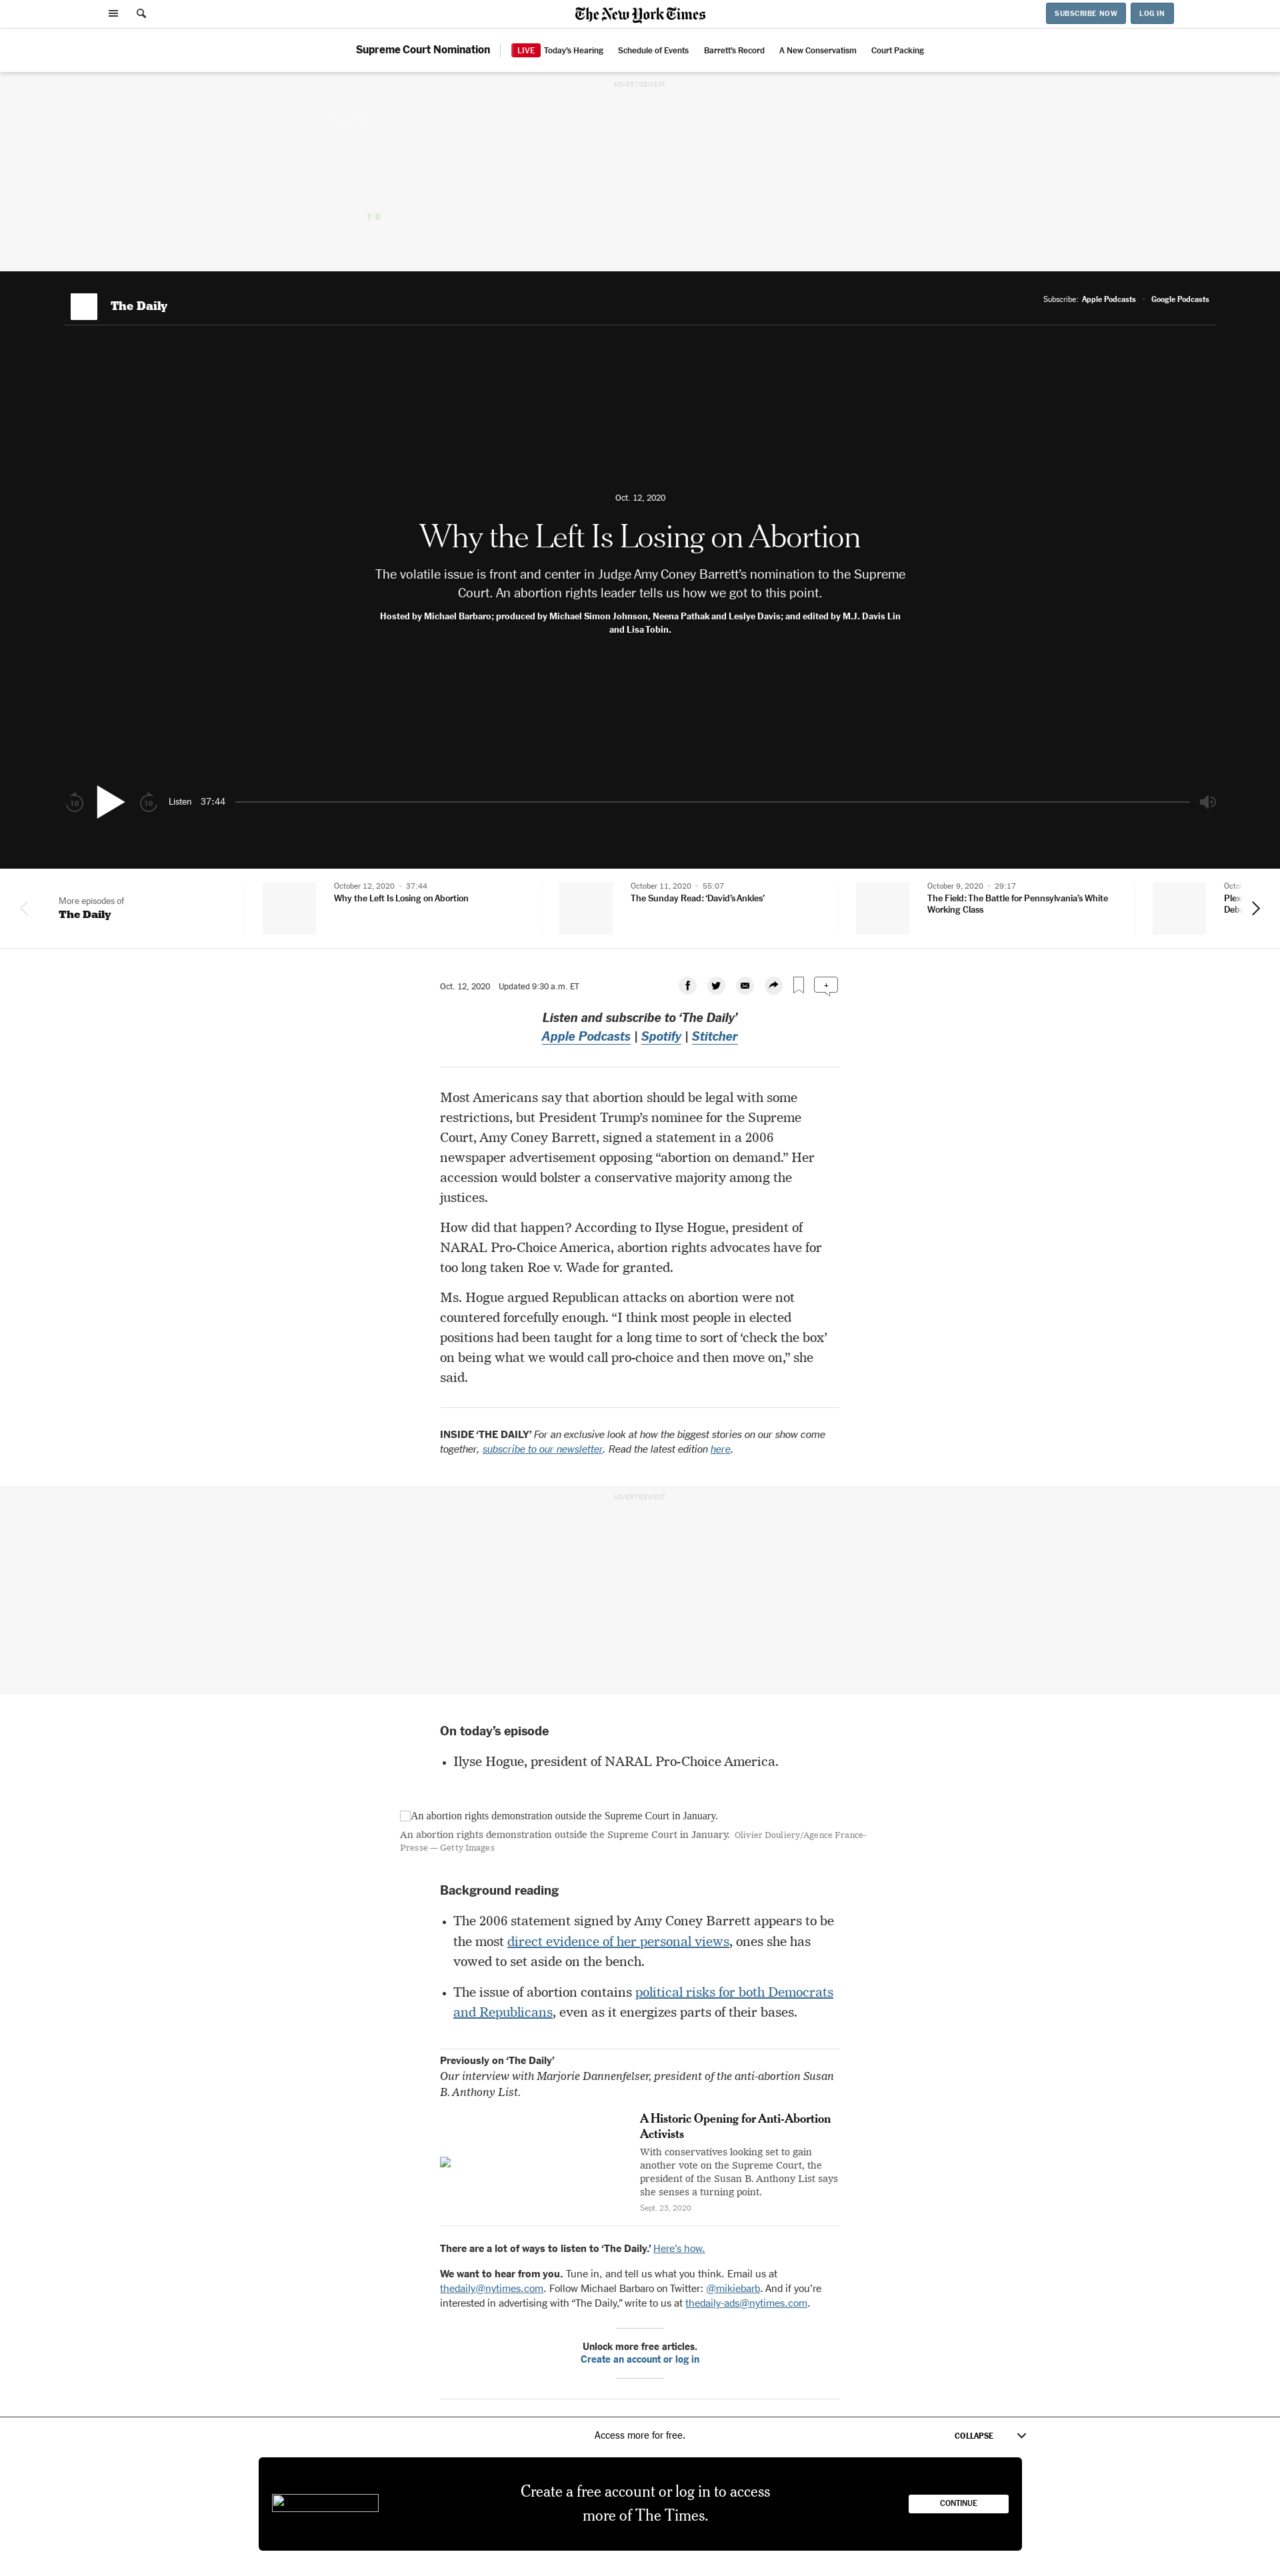 The New York Times
SUBSCRIBE NOW
LOG IN
Supreme Court Nomination
LIVE Today's Hearing
Schedule of Events
Barrett's Record
A New Conservatism
Court Packing
ADVERTISEMENT
The Daily
Subscribe: Apple Podcasts • Google Podcasts
Oct. 12, 2020
Why the Left Is Losing on Abortion
The volatile issue is front and center in Judge Amy Coney Barrett’s nomination to the Supreme
Court. An abortion rights leader tells us how we got to this point.
Hosted by Michael Barbaro; produced by Michael Simon Johnson, Neena Pathak and Leslye Davis; and edited by M.J. Davis Lin
and Lisa Tobin.
10
10
Listen 37:44
More episodes of
The Daily
October 12, 2020 • 37:44
Why the Left Is Losing on Abortion
October 11, 2020 • 55:07
The Sunday Read: ‘David’s Ankles’
October 9, 2020 • 29:17
The Field: The Battle for Pennsylvania’s White
Working Class
Oct. 12, 2020 Updated 9:30 a.m. ET
+
Listen and subscribe to ‘The Daily’
Apple Podcasts | Spotify | Stitcher
Most Americans say that abortion should be legal with some
restrictions, but President Trump’s nominee for the Supreme
Court, Amy Coney Barrett, signed a statement in a 2006
newspaper advertisement opposing “abortion on demand.” Her
accession would bolster a conservative majority among the
justices.
How did that happen? According to Ilyse Hogue, president of
NARAL Pro-Choice America, abortion rights advocates have for
too long taken Roe v. Wade for granted.
Ms. Hogue argued Republican attacks on abortion were not
countered forcefully enough. “I think most people in elected
positions had been taught for a long time to sort of ‘check the box’
on being what we would call pro-choice and then move on,” she
said.
INSIDE ‘THE DAILY’ For an exclusive look at how the biggest stories on our show come
together, subscribe to our newsletter. Read the latest edition here.
ADVERTISEMENT
On today’s episode
• Ilyse Hogue, president of NARAL Pro-Choice America.
An abortion rights demonstration outside the Supreme Court in January.
An abortion rights demonstration outside the Supreme Court in January. Olivier Douliery/Agence France-
Presse — Getty Images
Background reading
• The 2006 statement signed by Amy Coney Barrett appears to be
the most direct evidence of her personal views, ones she has
vowed to set aside on the bench.
• The issue of abortion contains political risks for both Democrats
and Republicans, even as it energizes parts of their bases.
Previously on ‘The Daily’
Our interview with Marjorie Dannenfelser, president of the anti-abortion Susan
B. Anthony List.
A Historic Opening for Anti-Abortion
Activists
With conservatives looking set to gain
another vote on the Supreme Court, the
president of the Susan B. Anthony List says
she senses a turning point.
Sept. 23, 2020
There are a lot of ways to listen to ‘The Daily.’ Here’s how.
We want to hear from you. Tune in, and tell us what you think. Email us at
thedaily@nytimes.com. Follow Michael Barbaro on Twitter: @mikiebarb. And if you’re
interested in advertising with “The Daily,” write to us at thedaily-ads@nytimes.com.
Unlock more free articles.
Create an account or log in
Access more for free.
COLLAPSE
Create a free account or log in to access
more of The Times.
CONTINUE